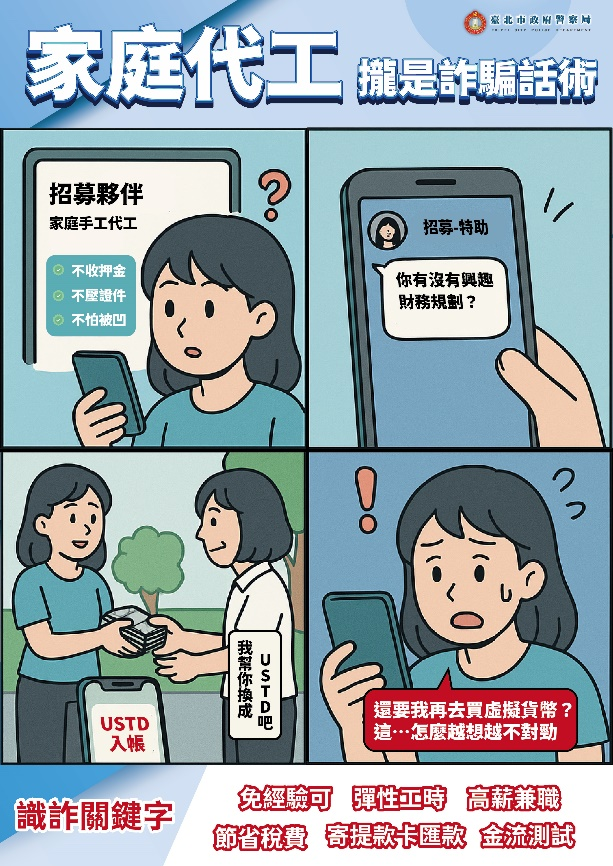 臺北市政府警察局
TAIPEI CITY POLICE DEPARTMENT
家庭代工 攏是詐騙話術
招募夥伴
家庭手工代工
不收押金
不壓證件
不怕被凹
?
招募-特助
你有沒有興趣
財務規劃？
我幫你換成
USTD吧
USTD
入帳
!
還要我再去買虛擬貨幣？
這…怎麼越想越不對勁
識詐關鍵字
免經驗可 彈性工時 高薪兼職
節省稅費 寄提款卡匯款 金流測試